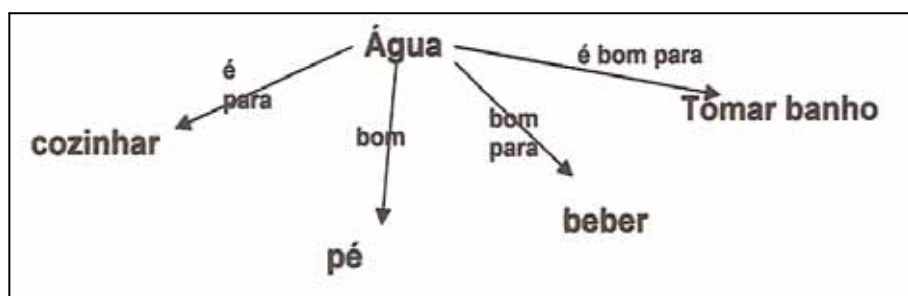 Água
é bom para
é
para
Tomar banho
cozinhar
bom
bom
para
beber
pé